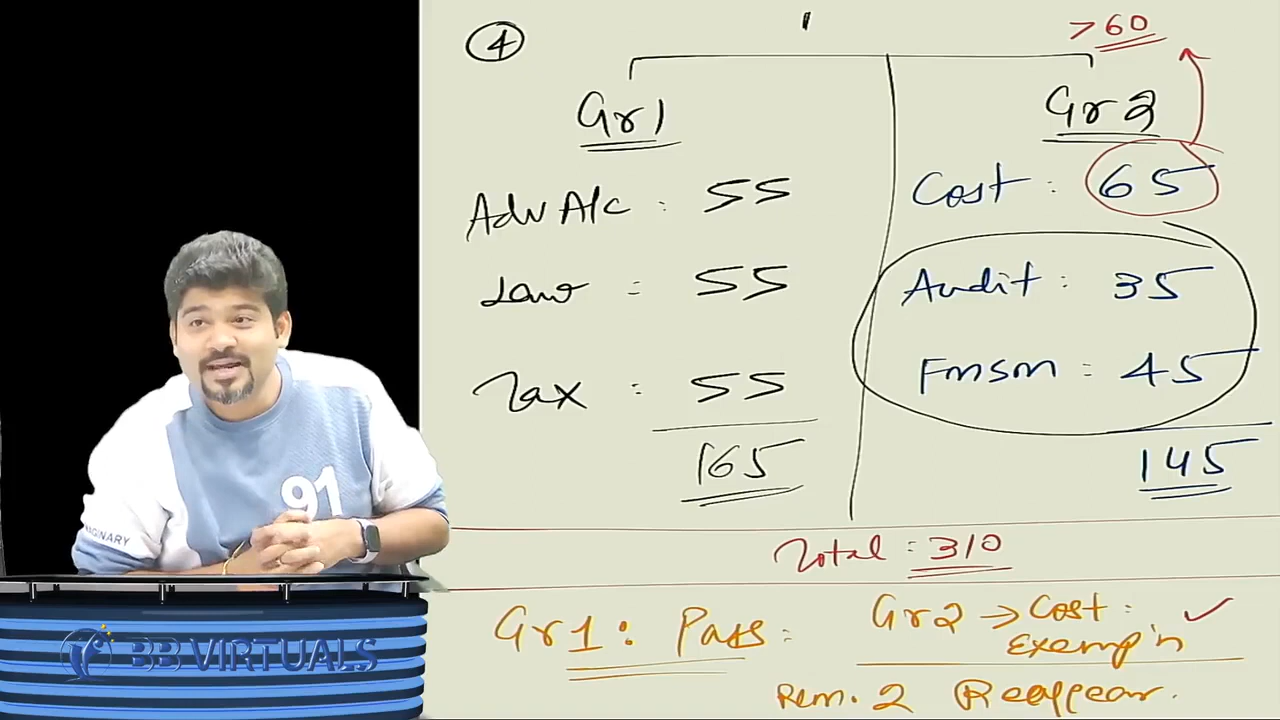 4
>60
Gr1
Gr2
Adv A/c : 55
Law = 55
Tax : 55
165
Cost : 65
Audit : 35
Fmsm : 45
145
Total : 310
Gr1 : Pass :
Gr2 → Cost :
Exemp'n ✓
Rem. 2 Reappear.
91
MAGINARY
BB VIRTUALS